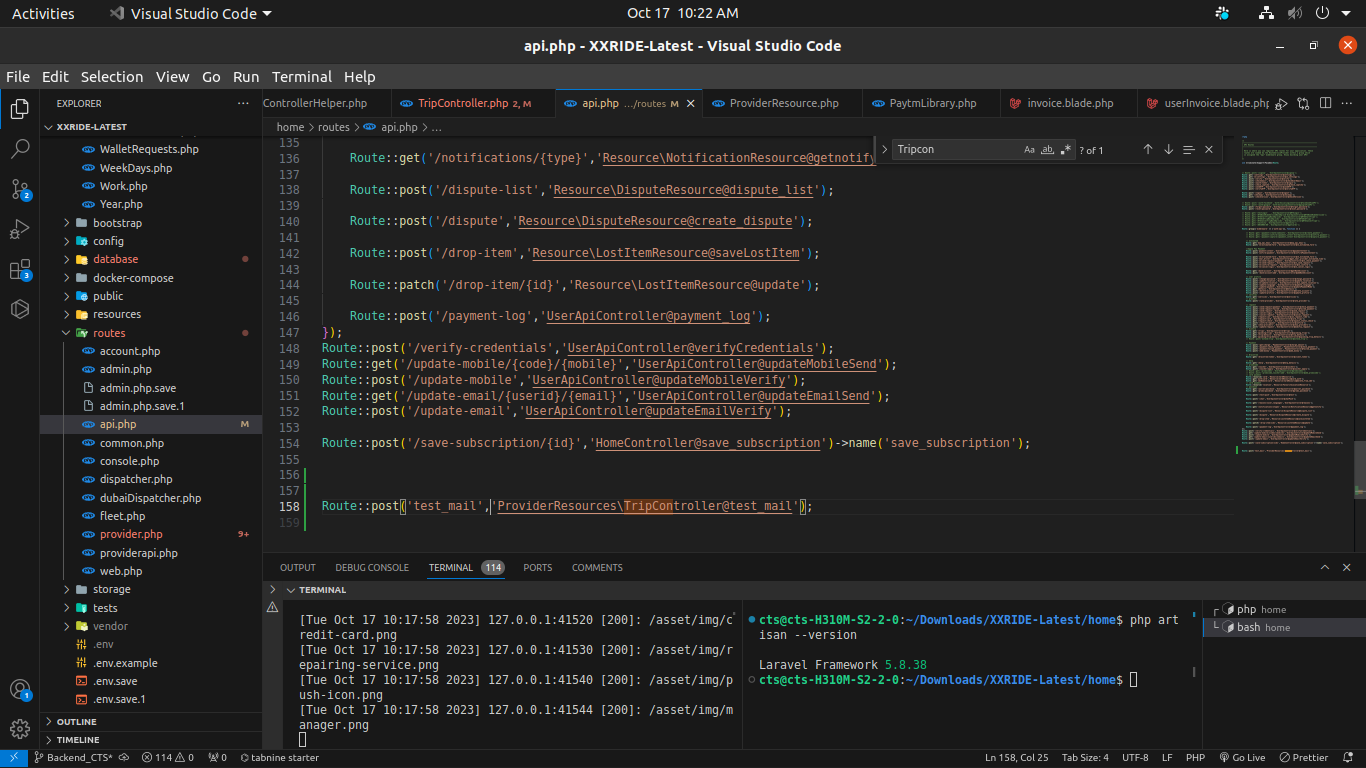 Activities
Visual Studio Code
Oct 17 10:22 AM
api.php - XXRIDE-Latest - Visual Studio Code
File Edit Selection View Go Run Terminal Help
EXPLORER
ControllerHelper.php
TripController.php 2, M
api.php .../routes M
ProviderResource.php
PaytmLibrary.php
invoice.blade.php
userInvoice.blade.php
XXRIDE-LATEST
home > routes > api.php > ...
WalletRequests.php
WeekDays.php
Work.php
Year.php
bootstrap
config
database
docker-compose
public
resources
routes
account.php
admin.php
admin.php.save
admin.php.save.1
api.php M
common.php
console.php
dispatcher.php
dubaiDispatcher.php
fleet.php
provider.php 9+
providerapi.php
web.php
storage
tests
vendor
.env
.env.example
.env.save
.env.save.1
OUTLINE
TIMELINE
Tripcon
Aa ab. .*
? of 1
135
136 Route::get('/notifications/{type}','Resource\NotificationResource@getnotify
137
138 Route::post('/dispute-list','Resource\DisputeResource@dispute_list');
139
140 Route::post('/dispute','Resource\DisputeResource@create_dispute');
141
142 Route::post('/drop-item','Resource\LostItemResource@saveLostItem');
143
144 Route::patch('/drop-item/{id}','Resource\LostItemResource@update');
145
146 Route::post('/payment-log','UserApiController@payment_log');
147 });
148 Route::post('/verify-credentials','UserApiController@verifyCredentials');
149 Route::get('/update-mobile/{code}/{mobile}','UserApiController@updateMobileSend');
150 Route::post('/update-mobile','UserApiController@updateMobileVerify');
151 Route::get('/update-email/{userid}/{email}','UserApiController@updateEmailSend');
152 Route::post('/update-email','UserApiController@updateEmailVerify');
153
154 Route::post('/save-subscription/{id}','HomeController@save_subscription')->name('save_subscription');
155
156
157
158 Route::post('test_mail','ProviderResources\TripController@test_mail');
159
OUTPUT DEBUG CONSOLE TERMINAL 114 PORTS COMMENTS
TERMINAL
[Tue Oct 17 10:17:58 2023] 127.0.0.1:41520 [200]: /asset/img/c
redit-card.png
[Tue Oct 17 10:17:58 2023] 127.0.0.1:41530 [200]: /asset/img/r
epairing-service.png
[Tue Oct 17 10:17:58 2023] 127.0.0.1:41540 [200]: /asset/img/p
ush-icon.png
[Tue Oct 17 10:17:58 2023] 127.0.0.1:41544 [200]: /asset/img/m
anager.png
cts@cts-H310M-S2-2-0:~/Downloads/XXRIDE-Latest/home$ php art
isan --version
Laravel Framework 5.8.38
cts@cts-H310M-S2-2-0:~/Downloads/XXRIDE-Latest/home$
php home
bash home
2
3
1
Backend_CTS*
114 0
0
tabnine starter
Ln 158, Col 25
Tab Size: 4
UTF-8
LF
PHP
Go Live
Prettier